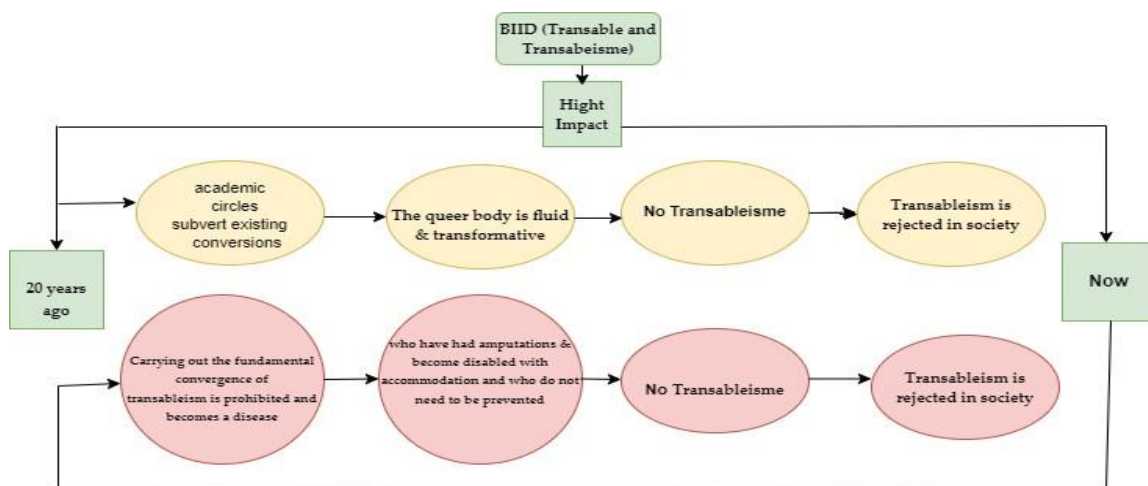 BIID (Transable and
Transabeisme)
Hight
Impact
academic
circles
subvert existing
conversions
The queer body is fluid
& transformative
No Transableisme
Transableism is
rejected in society
20 years
ago
Now
Carrying out the fundamental
convergence of
transableism is prohibited and
becomes a disease
who have had amputations &
become disabled with
accommodation and who do not
need to be prevented
No Transableisme
Transableism is
rejected in society